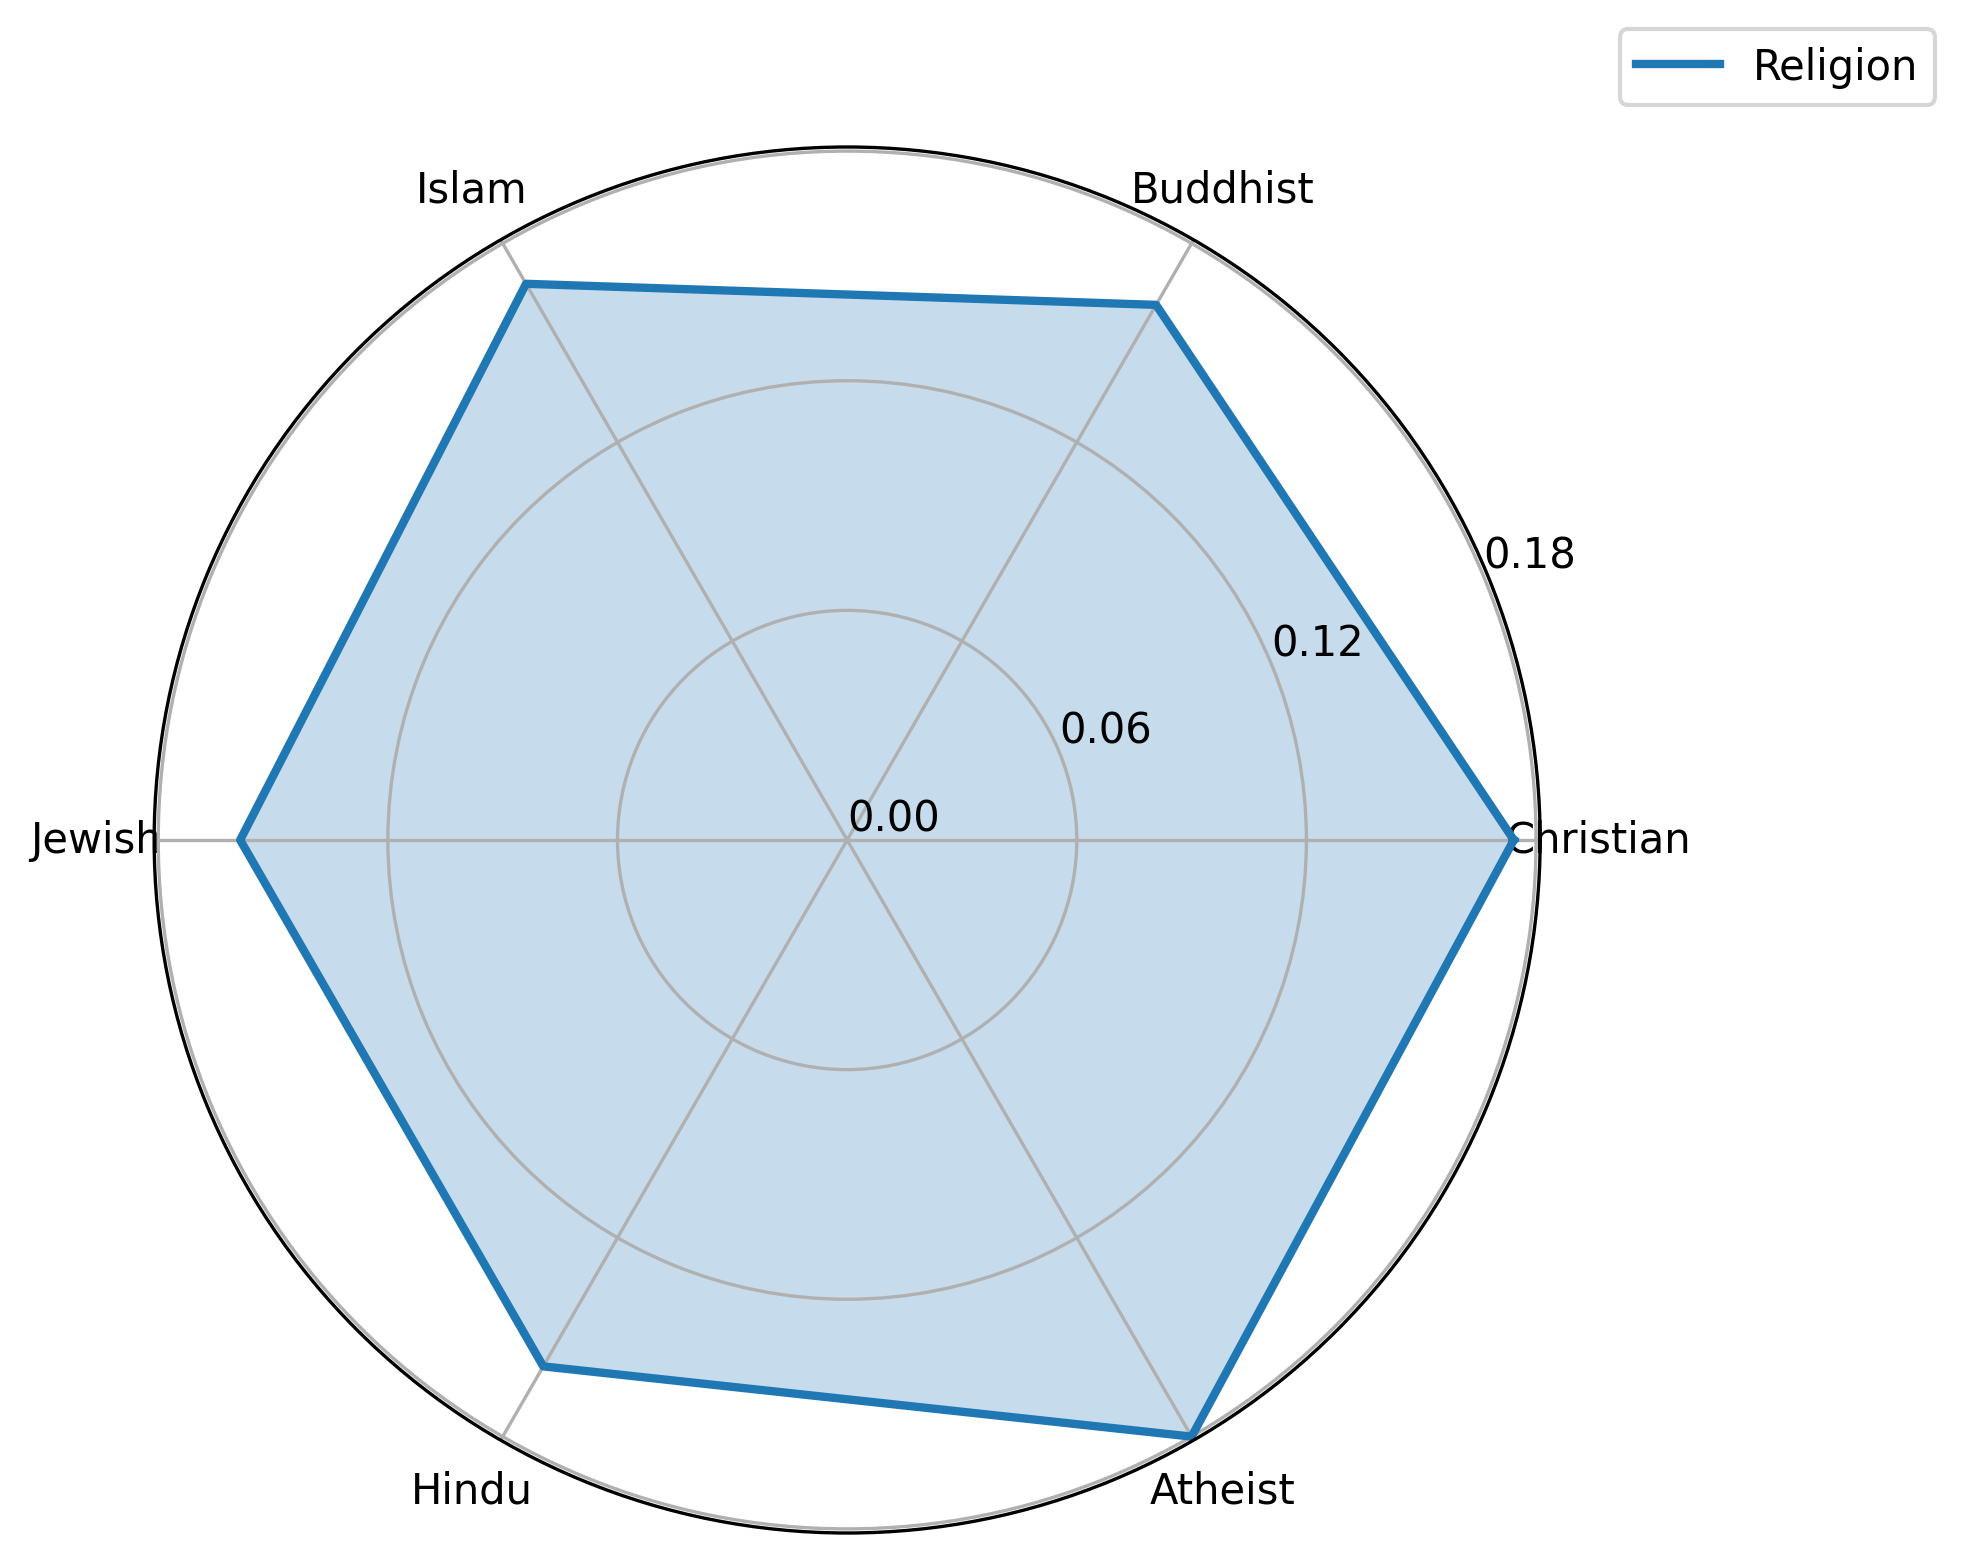 Religion
Islam
Buddhist
0.18
0.12
0.06
0.00
Jewish
Christian
Hindu
Atheist